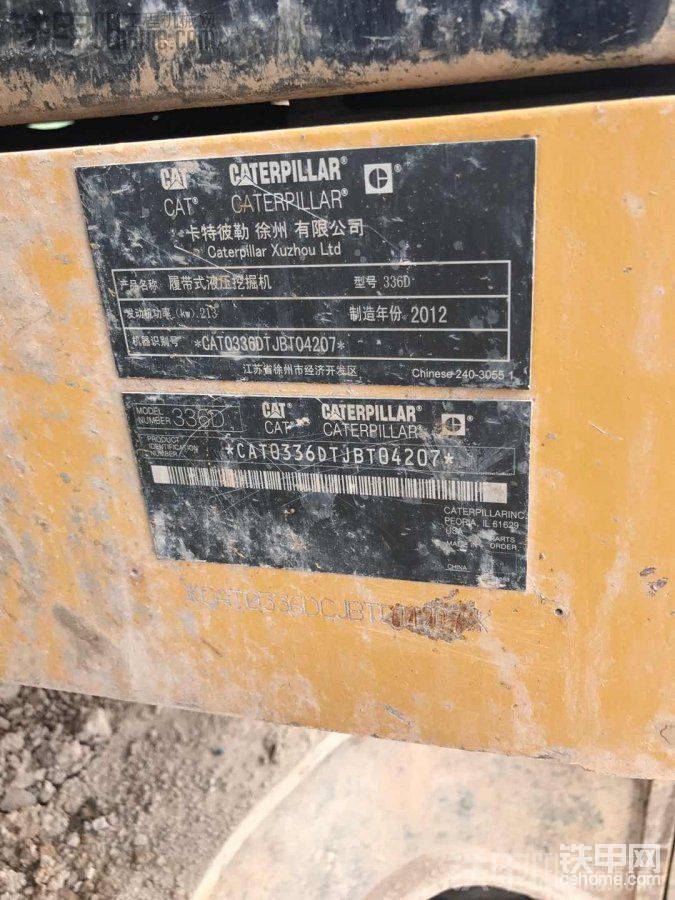 CAT CATERPILLAR® C
CAT® CATERPILLAR®
卡特彼勒 徐州 有限公司
Caterpillar Xuzhou Ltd
产品名称 履带式液压挖掘机 型号 336D
发动机功率 (kw) 213 制造年份 2012
机器识别号 *CAT0336DTJBT04207*
江苏省徐州市经济开发区 Chinese 240-3055 1
MODEL NUMBER 336D CAT® CATERPILLAR® C
CAT® CATERPILLAR®
PRODUCT IDENTIFICATION NUMBER *CAT0336DTJBT04207*
CATERPILLAR INC.
PEORIA, IL 61629
MADE IN ORDER
CHINA
铁甲网
cehome.com